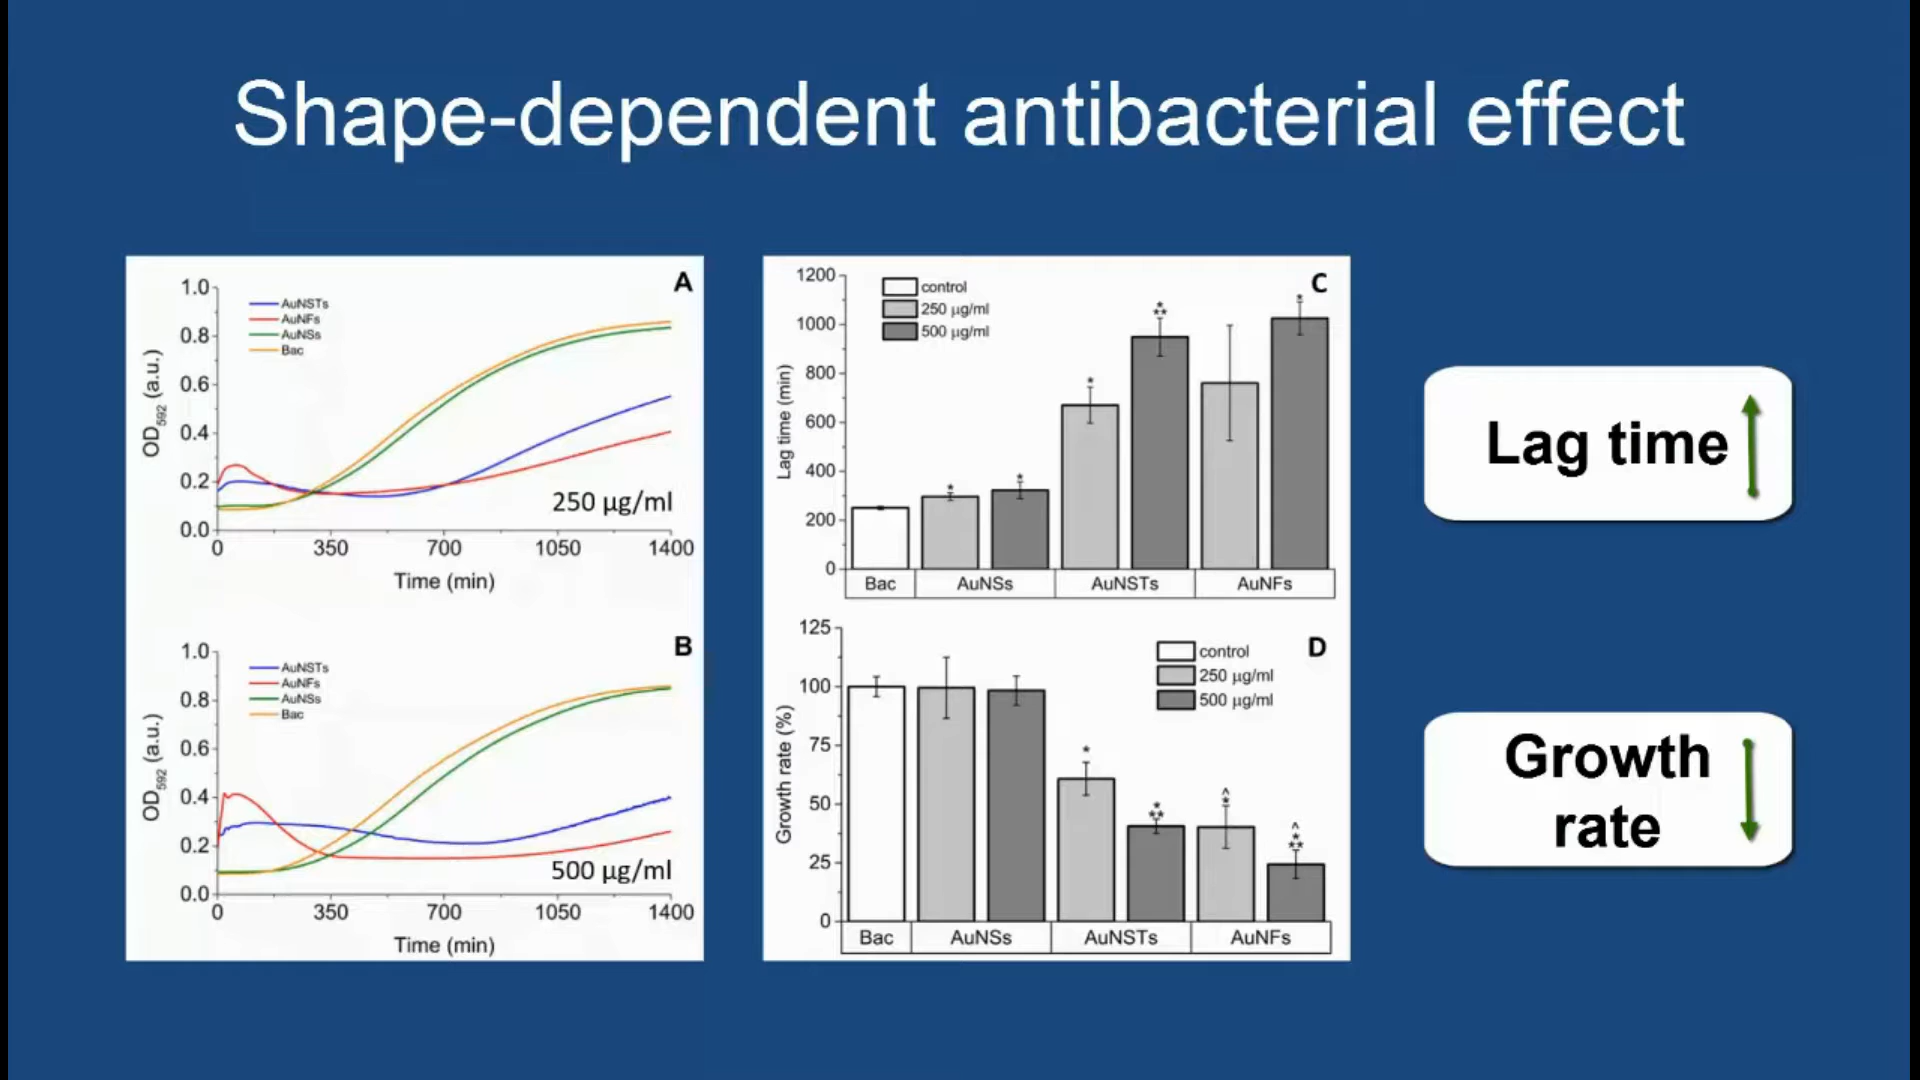 Shape-dependent antibacterial effect
A
1.0
0.8
0.6
0.4
0.2
0.0
OD592 (a.u.)
AuNSTs
AuNFs
AuNSs
Bac
250 µg/ml
0 350 700 1050 1400
Time (min)
B
1.0
0.8
0.6
0.4
0.2
0.0
OD592 (a.u.)
AuNSTs
AuNFs
AuNSs
Bac
500 µg/ml
0 350 700 1050 1400
Time (min)
C
1200
1000
800
600
400
200
0
Lag time (min)
control
250 µg/ml
500 µg/ml
* * * * ** *
Bac AuNSs AuNSTs AuNFs
D
125
100
75
50
25
0
Growth rate (%)
control
250 µg/ml
500 µg/ml
* * ** ^ * ^ * **
Bac AuNSs AuNSTs AuNFs
Lag time
Growth
rate